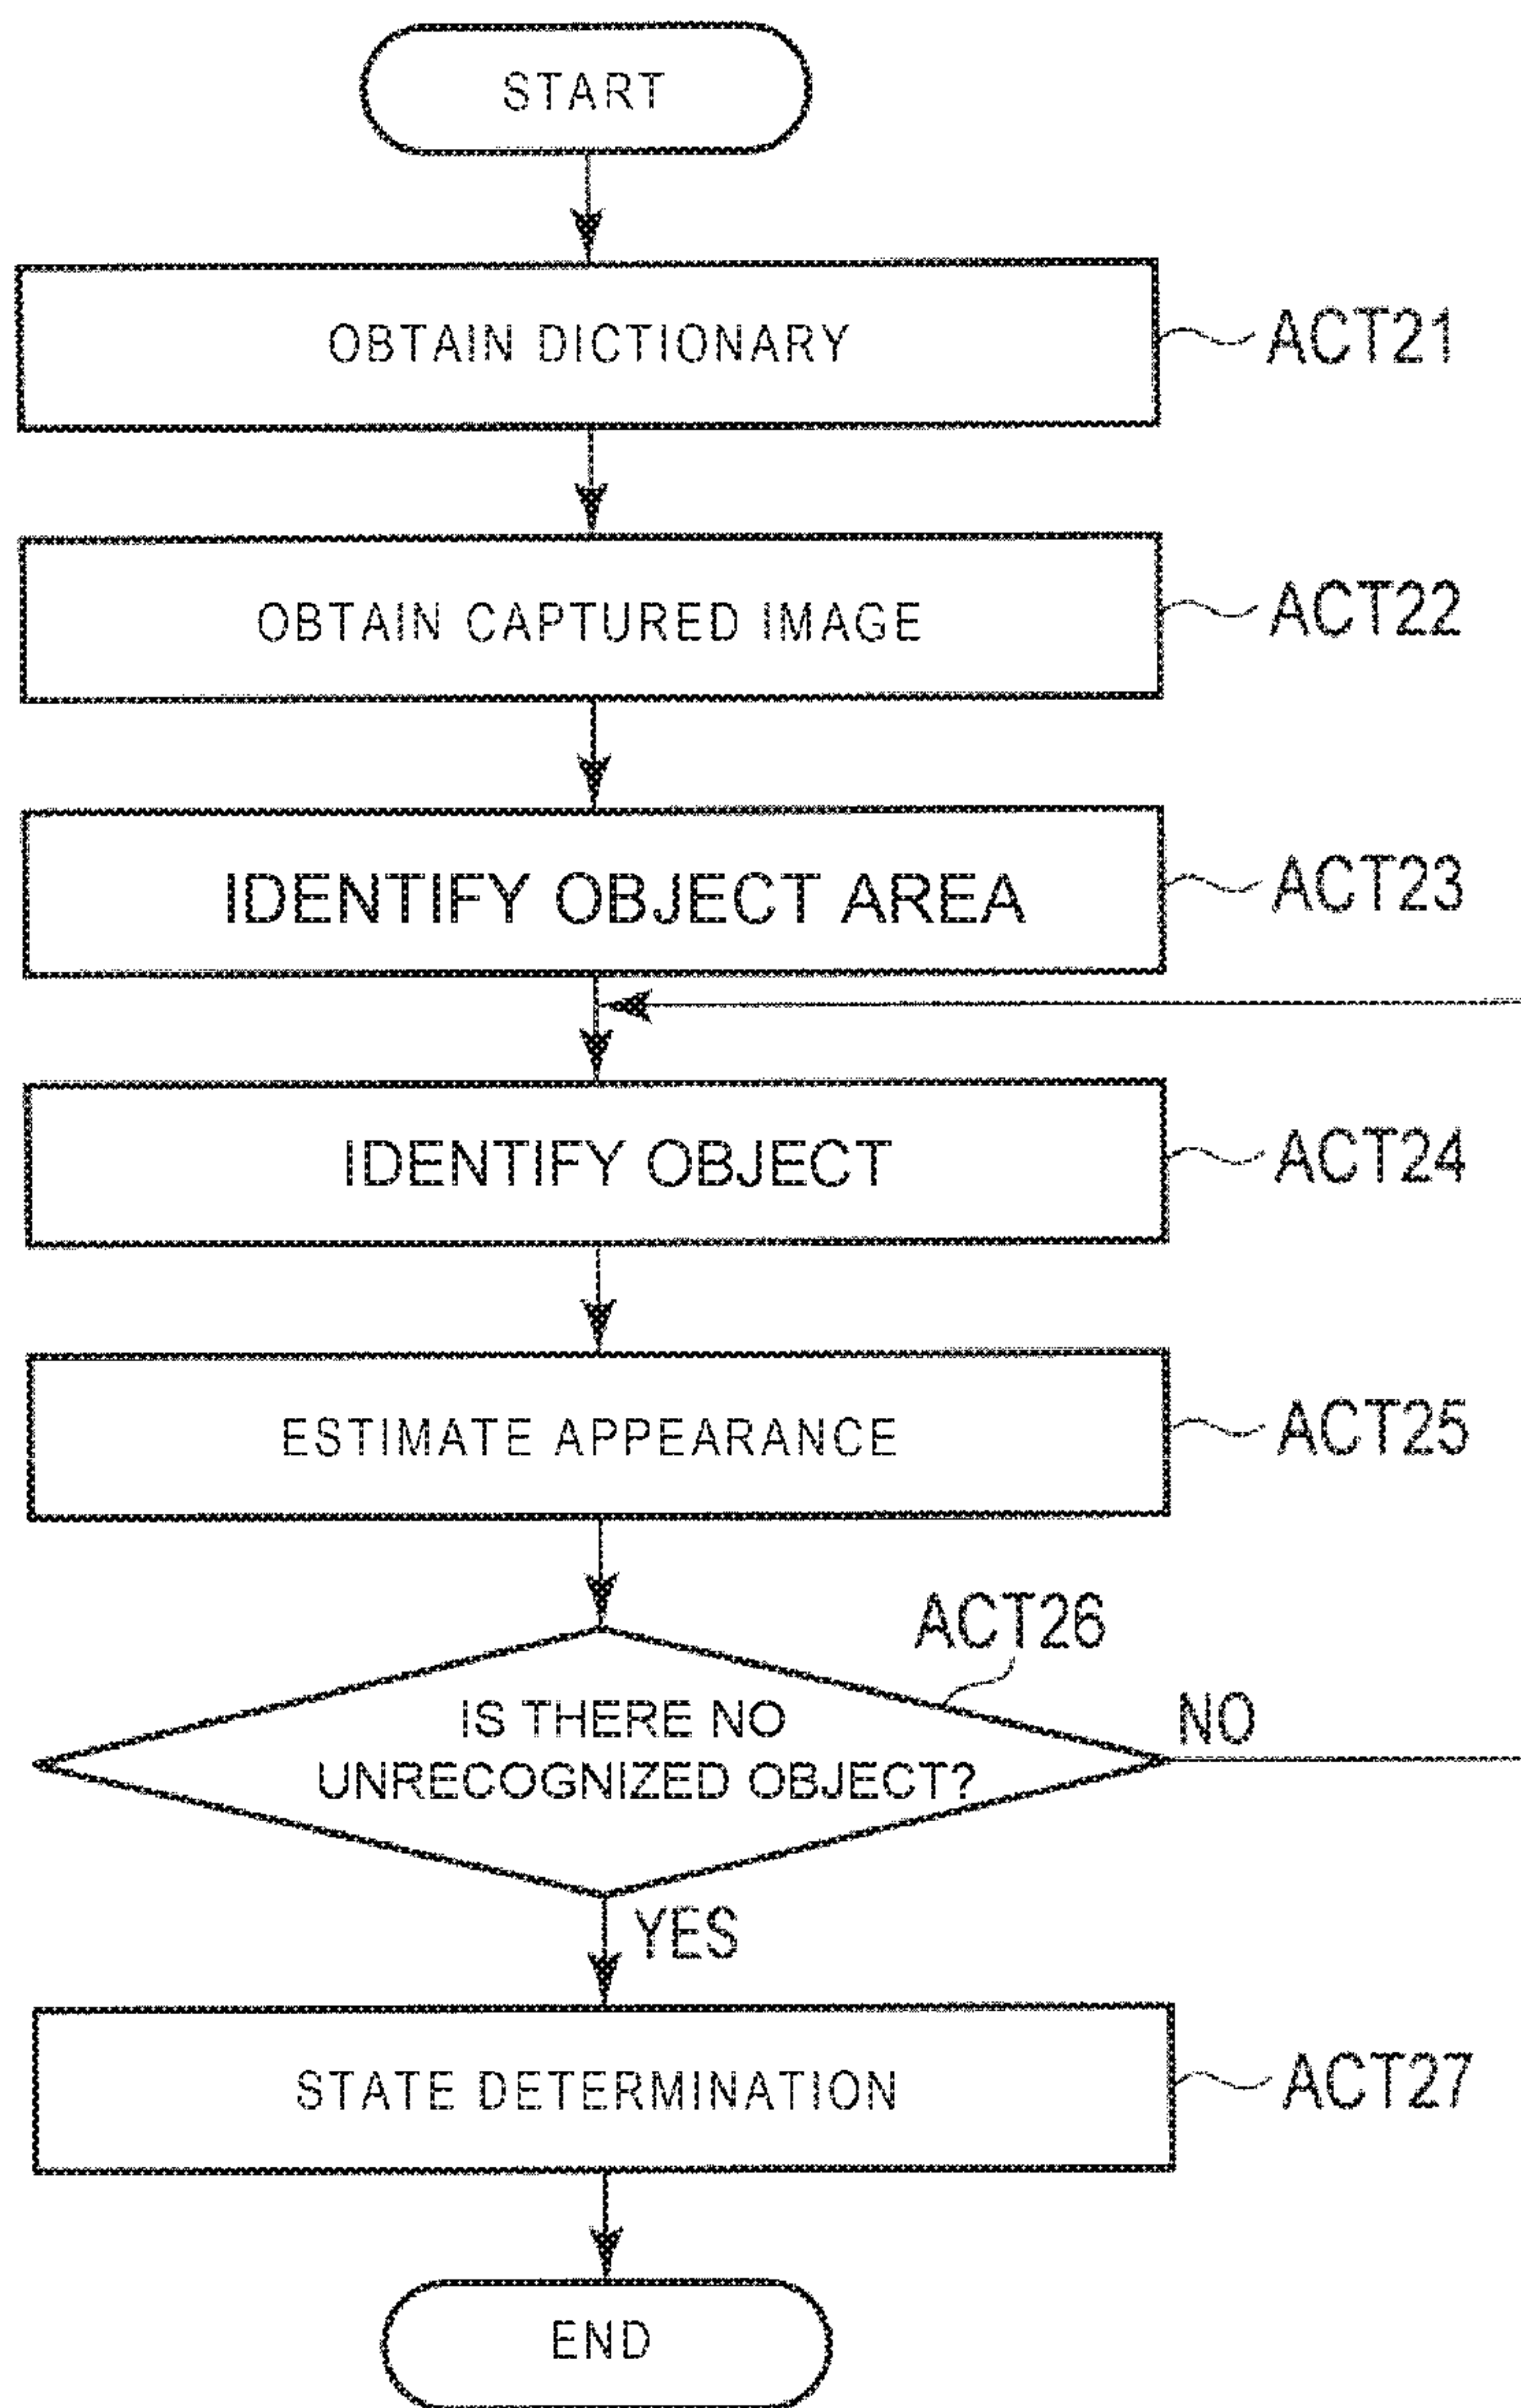 START
OBTAIN DICTIONARY
ACT21
OBTAIN CAPTURED IMAGE
ACT22
IDENTIFY OBJECT AREA
ACT23
IDENTIFY OBJECT
ACT24
ESTIMATE APPEARANCE
ACT25
ACT26
IS THERE NO
UNRECOGNIZED OBJECT?
NO
YES
STATE DETERMINATION
ACT27
END